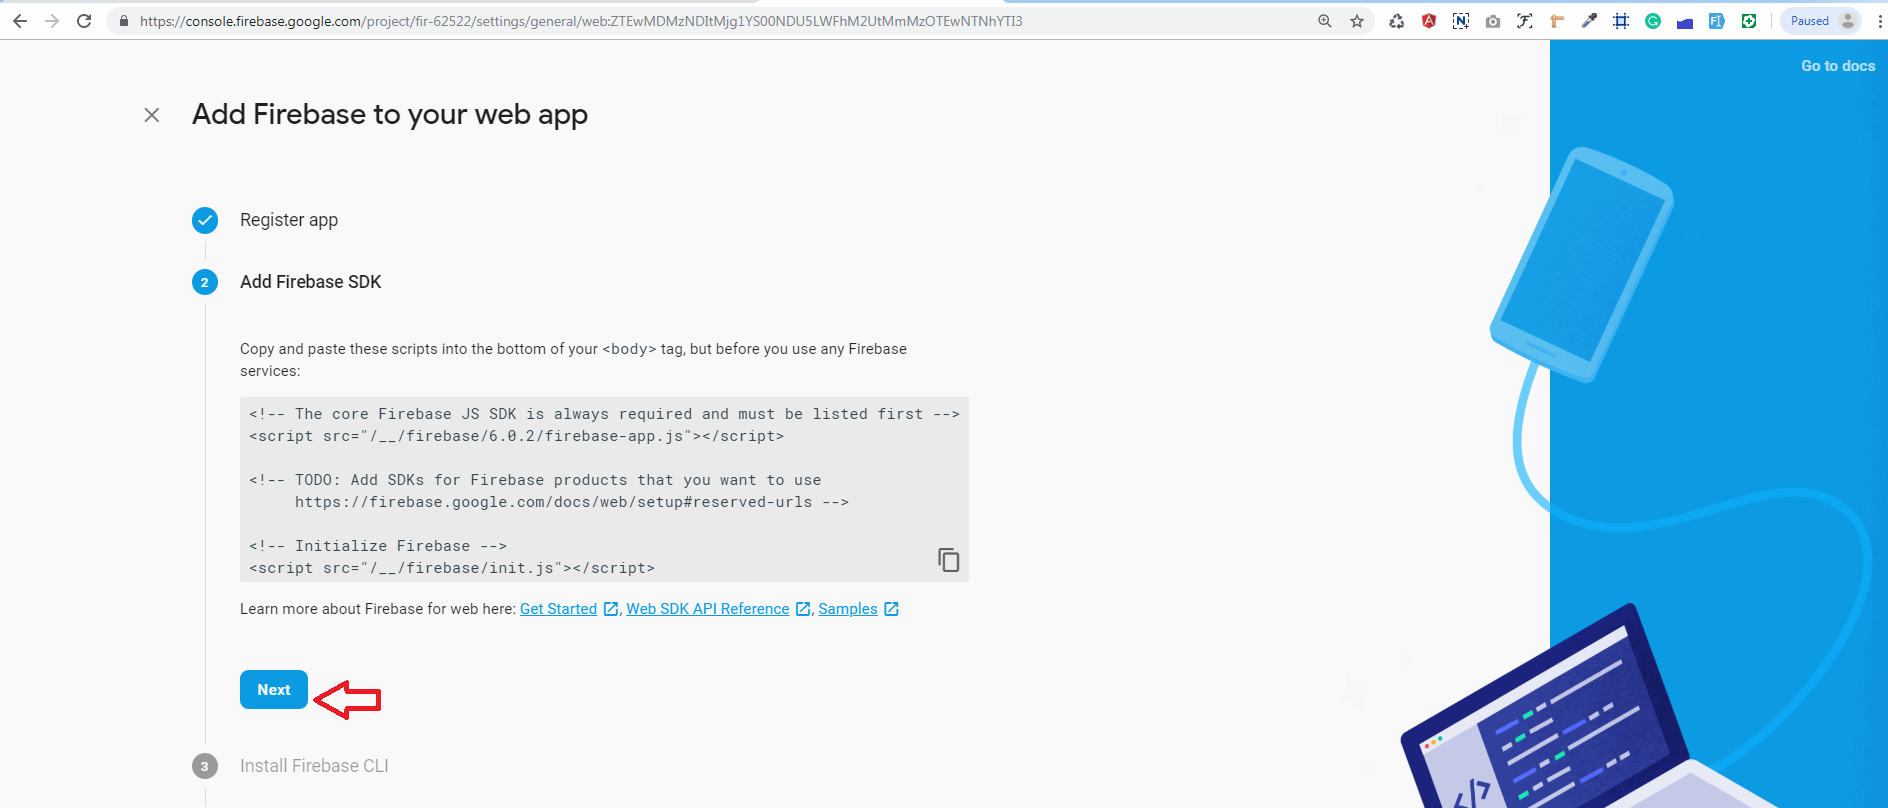 https://console.firebase.google.com/project/fir-62522/settings/general/web:ZTEwMDMzNDItMjg1YS00NDU5LWFhM2UtMmMzOTEwNTNhYTI3
Paused
Go to docs
Add Firebase to your web app
Register app
2 Add Firebase SDK
Copy and paste these scripts into the bottom of your <body> tag, but before you use any Firebase
services:
<!-- The core Firebase JS SDK is always required and must be listed first -->
<script src="/__/firebase/6.0.2/firebase-app.js"></script>
<!-- TODO: Add SDKs for Firebase products that you want to use
https://firebase.google.com/docs/web/setup#reserved-urls -->
<!-- Initialize Firebase -->
<script src="/__/firebase/init.js"></script>
Learn more about Firebase for web here: Get Started , Web SDK API Reference , Samples
Next
3 Install Firebase CLI
</>